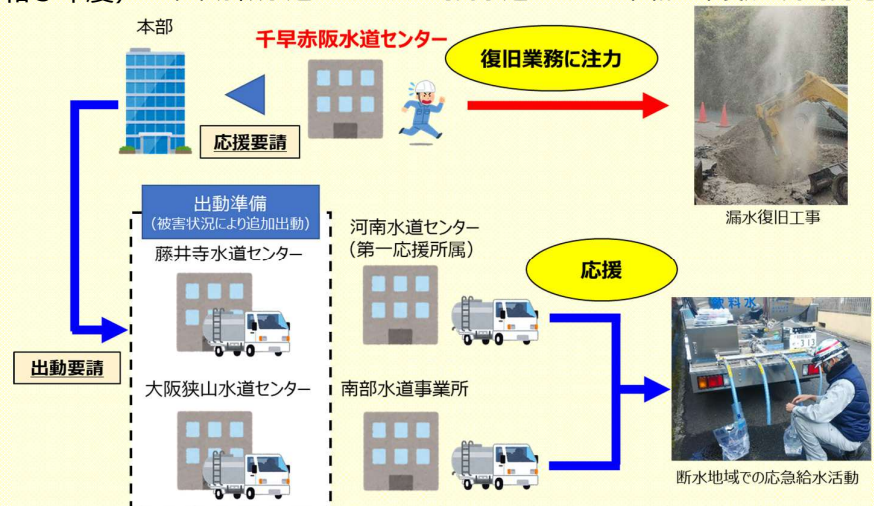 本部
千早赤阪水道センター
復旧業務に注力
応援要請
漏水復旧工事
出動準備
（被害状況により追加出動）
藤井寺水道センター
河南水道センター
（第一応援所属）
応援
出動要請
大阪狭山水道センター
南部水道事業所
断水地域での応急給水活動